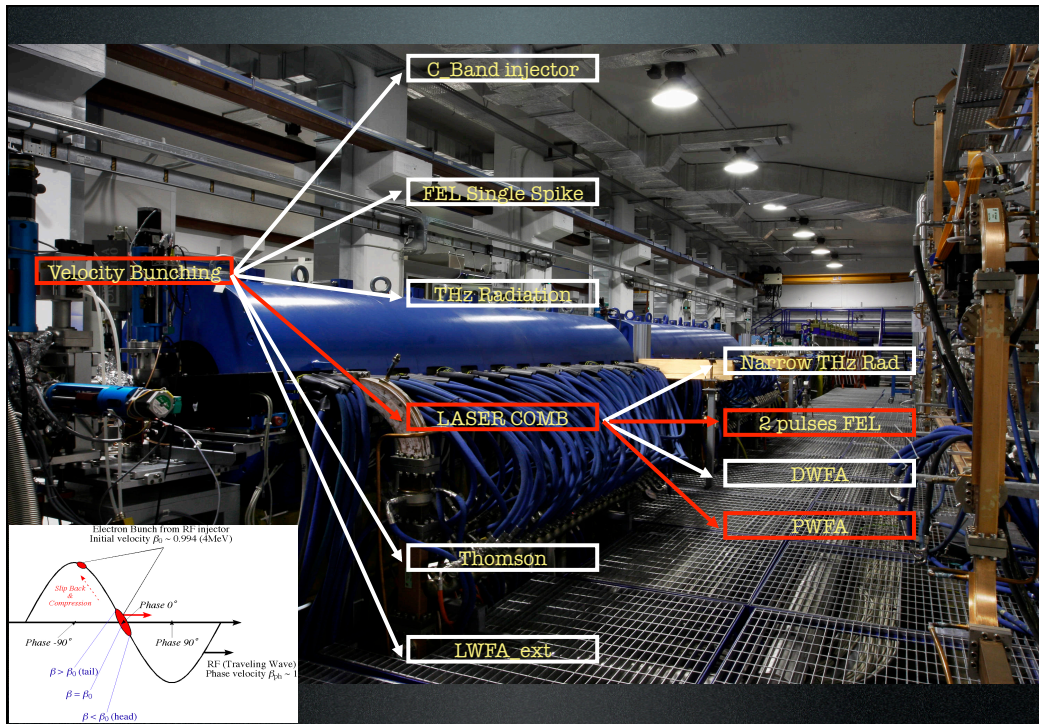 C_Band injector
FEL Single Spike
Velocity Bunching
THz Radiation
Narrow THz Rad
LASER COMB
2 pulses FEL
DWFA
PWFA
Thomson
LWFA_ext
Electron Bunch from RF injector
Initial velocity β₀ ~ 0.994 (4MeV)
Slip Back
&
Compression
Phase 0°
Phase -90°
Phase 90°
RF (Traveling Wave)
Phase velocity βph ~ 1
β > β₀ (tail)
β = β₀
β < β₀ (head)